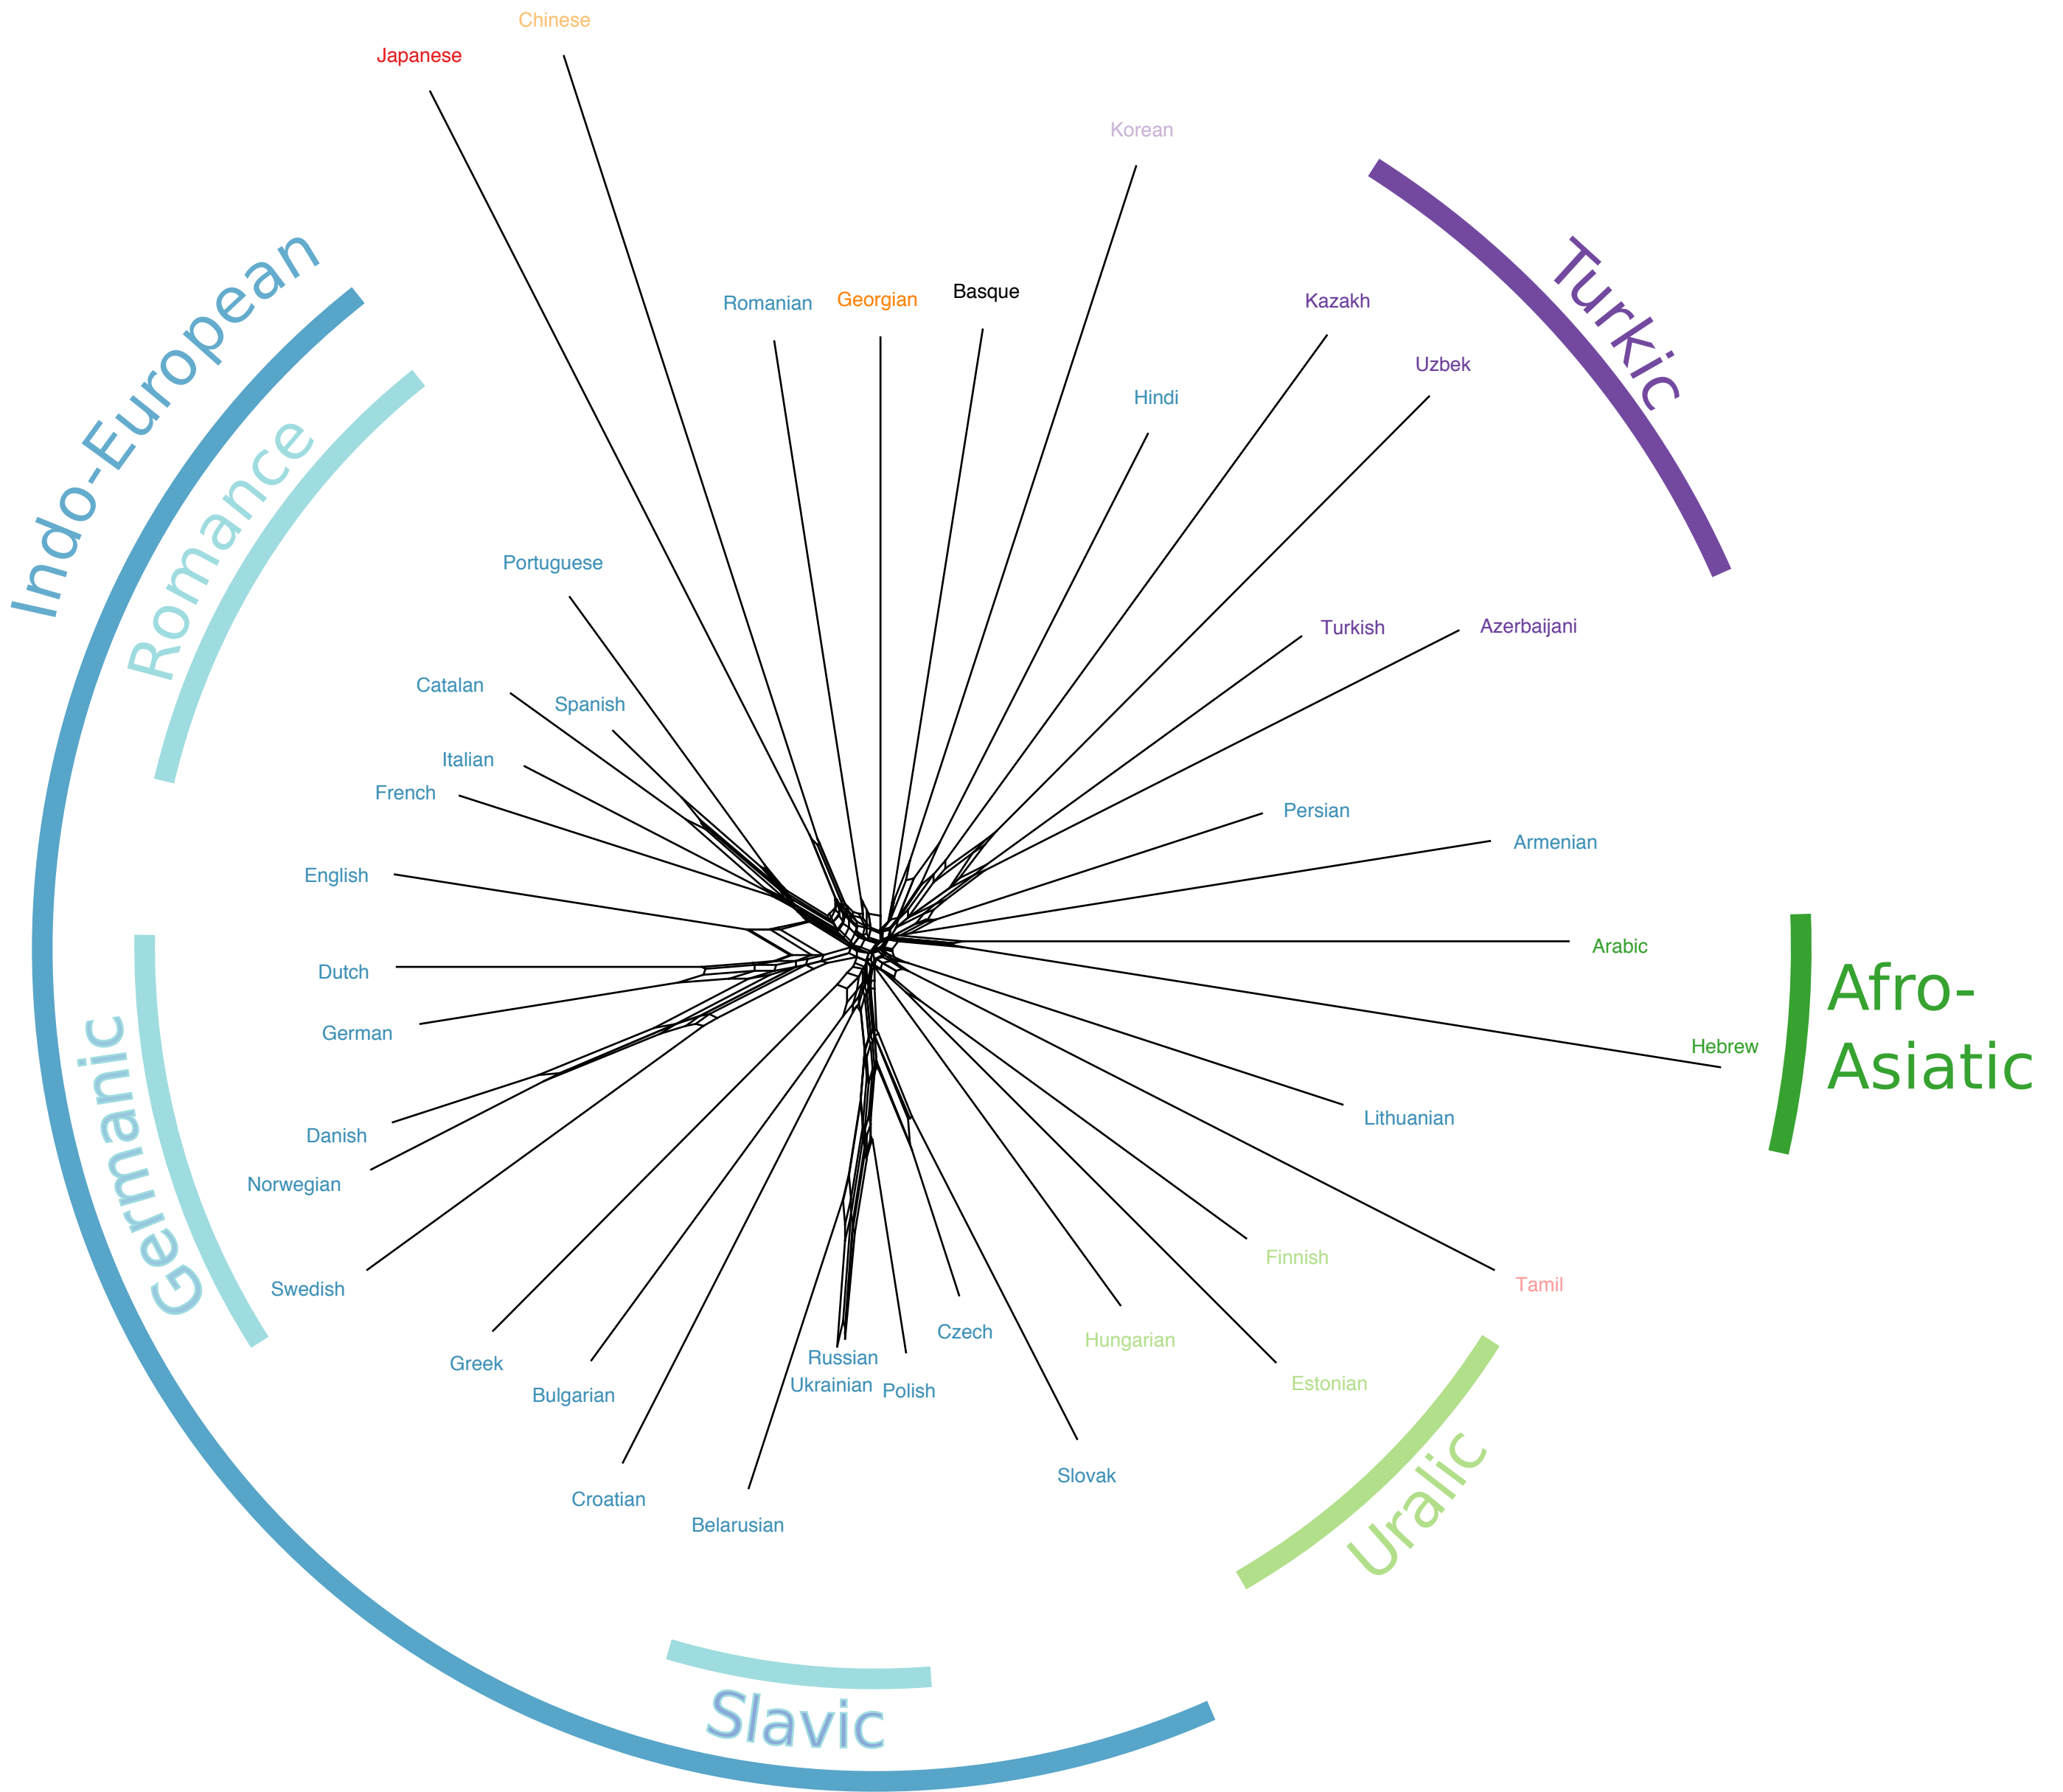 Chinese
Japanese
Korean
Indo-European
Romance
Turkic
Romanian
Georgian
Basque
Kazakh
Uzbek
Hindi
Portuguese
Turkish
Azerbaijani
Catalan
Spanish
Italian
French
Persian
Armenian
English
Arabic
Afro-
Asiatic
Dutch
German
Hebrew
Germanic
Danish
Norwegian
Swedish
Lithuanian
Finnish
Tamil
Greek
Bulgarian
Russian
Ukrainian
Polish
Czech
Hungarian
Estonian
Croatian
Belarusian
Slovak
Uralic
Slavic